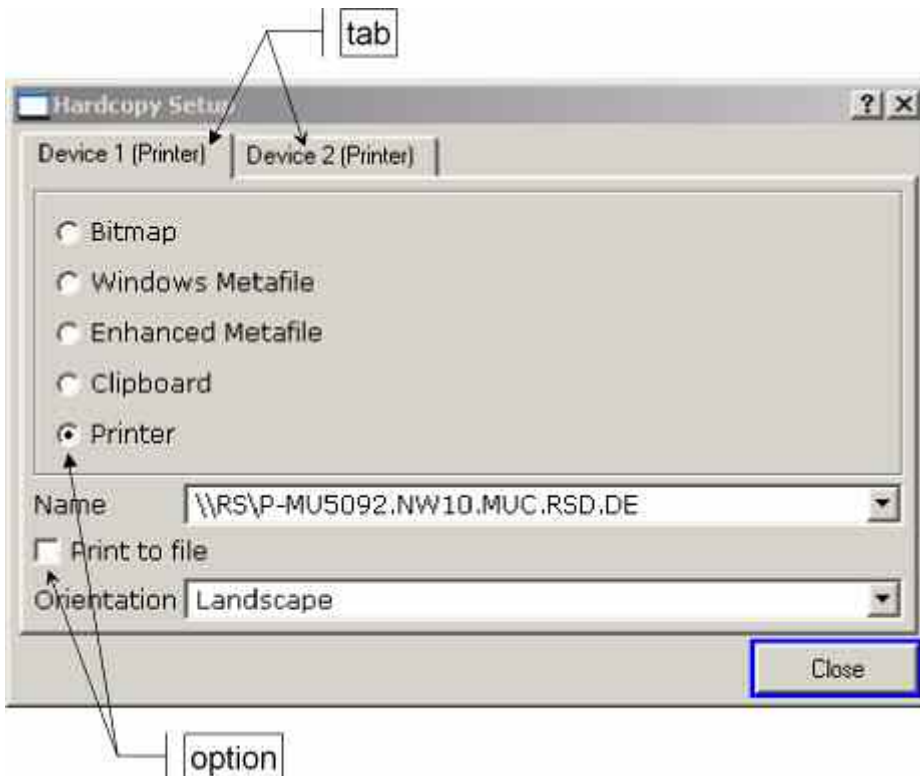 tab
Hardcopy Setup
Device 1 (Printer)
Device 2 (Printer)
Bitmap
Windows Metafile
Enhanced Metafile
Clipboard
Printer
Name
\\RS\P-MU5092.NW10.MUC.RSD.DE
Print to file
Orientation
Landscape
Close
option